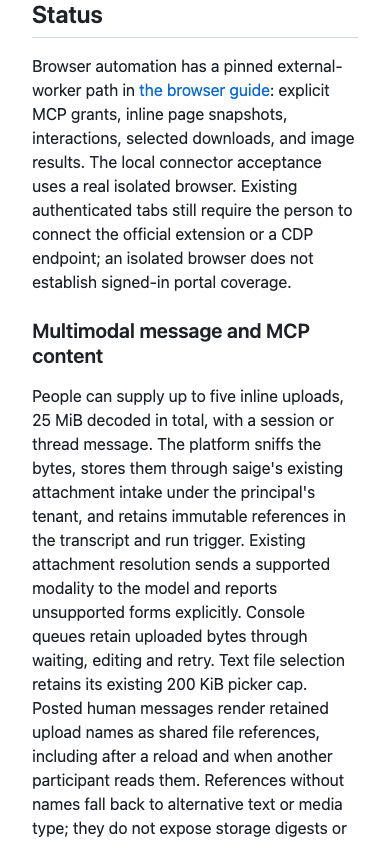 Status
Browser automation has a pinned external-
worker path in the browser guide: explicit
MCP grants, inline page snapshots,
interactions, selected downloads, and image
results. The local connector acceptance
uses a real isolated browser. Existing
authenticated tabs still require the person to
connect the official extension or a CDP
endpoint; an isolated browser does not
establish signed-in portal coverage.
Multimodal message and MCP
content
People can supply up to five inline uploads,
25 MiB decoded in total, with a session or
thread message. The platform sniffs the
bytes, stores them through saige's existing
attachment intake under the principal's
tenant, and retains immutable references in
the transcript and run trigger. Existing
attachment resolution sends a supported
modality to the model and reports
unsupported forms explicitly. Console
queues retain uploaded bytes through
waiting, editing and retry. Text file selection
retains its existing 200 KiB picker cap.
Posted human messages render retained
upload names as shared file references,
including after a reload and when another
participant reads them. References without
names fall back to alternative text or media
type; they do not expose storage digests or